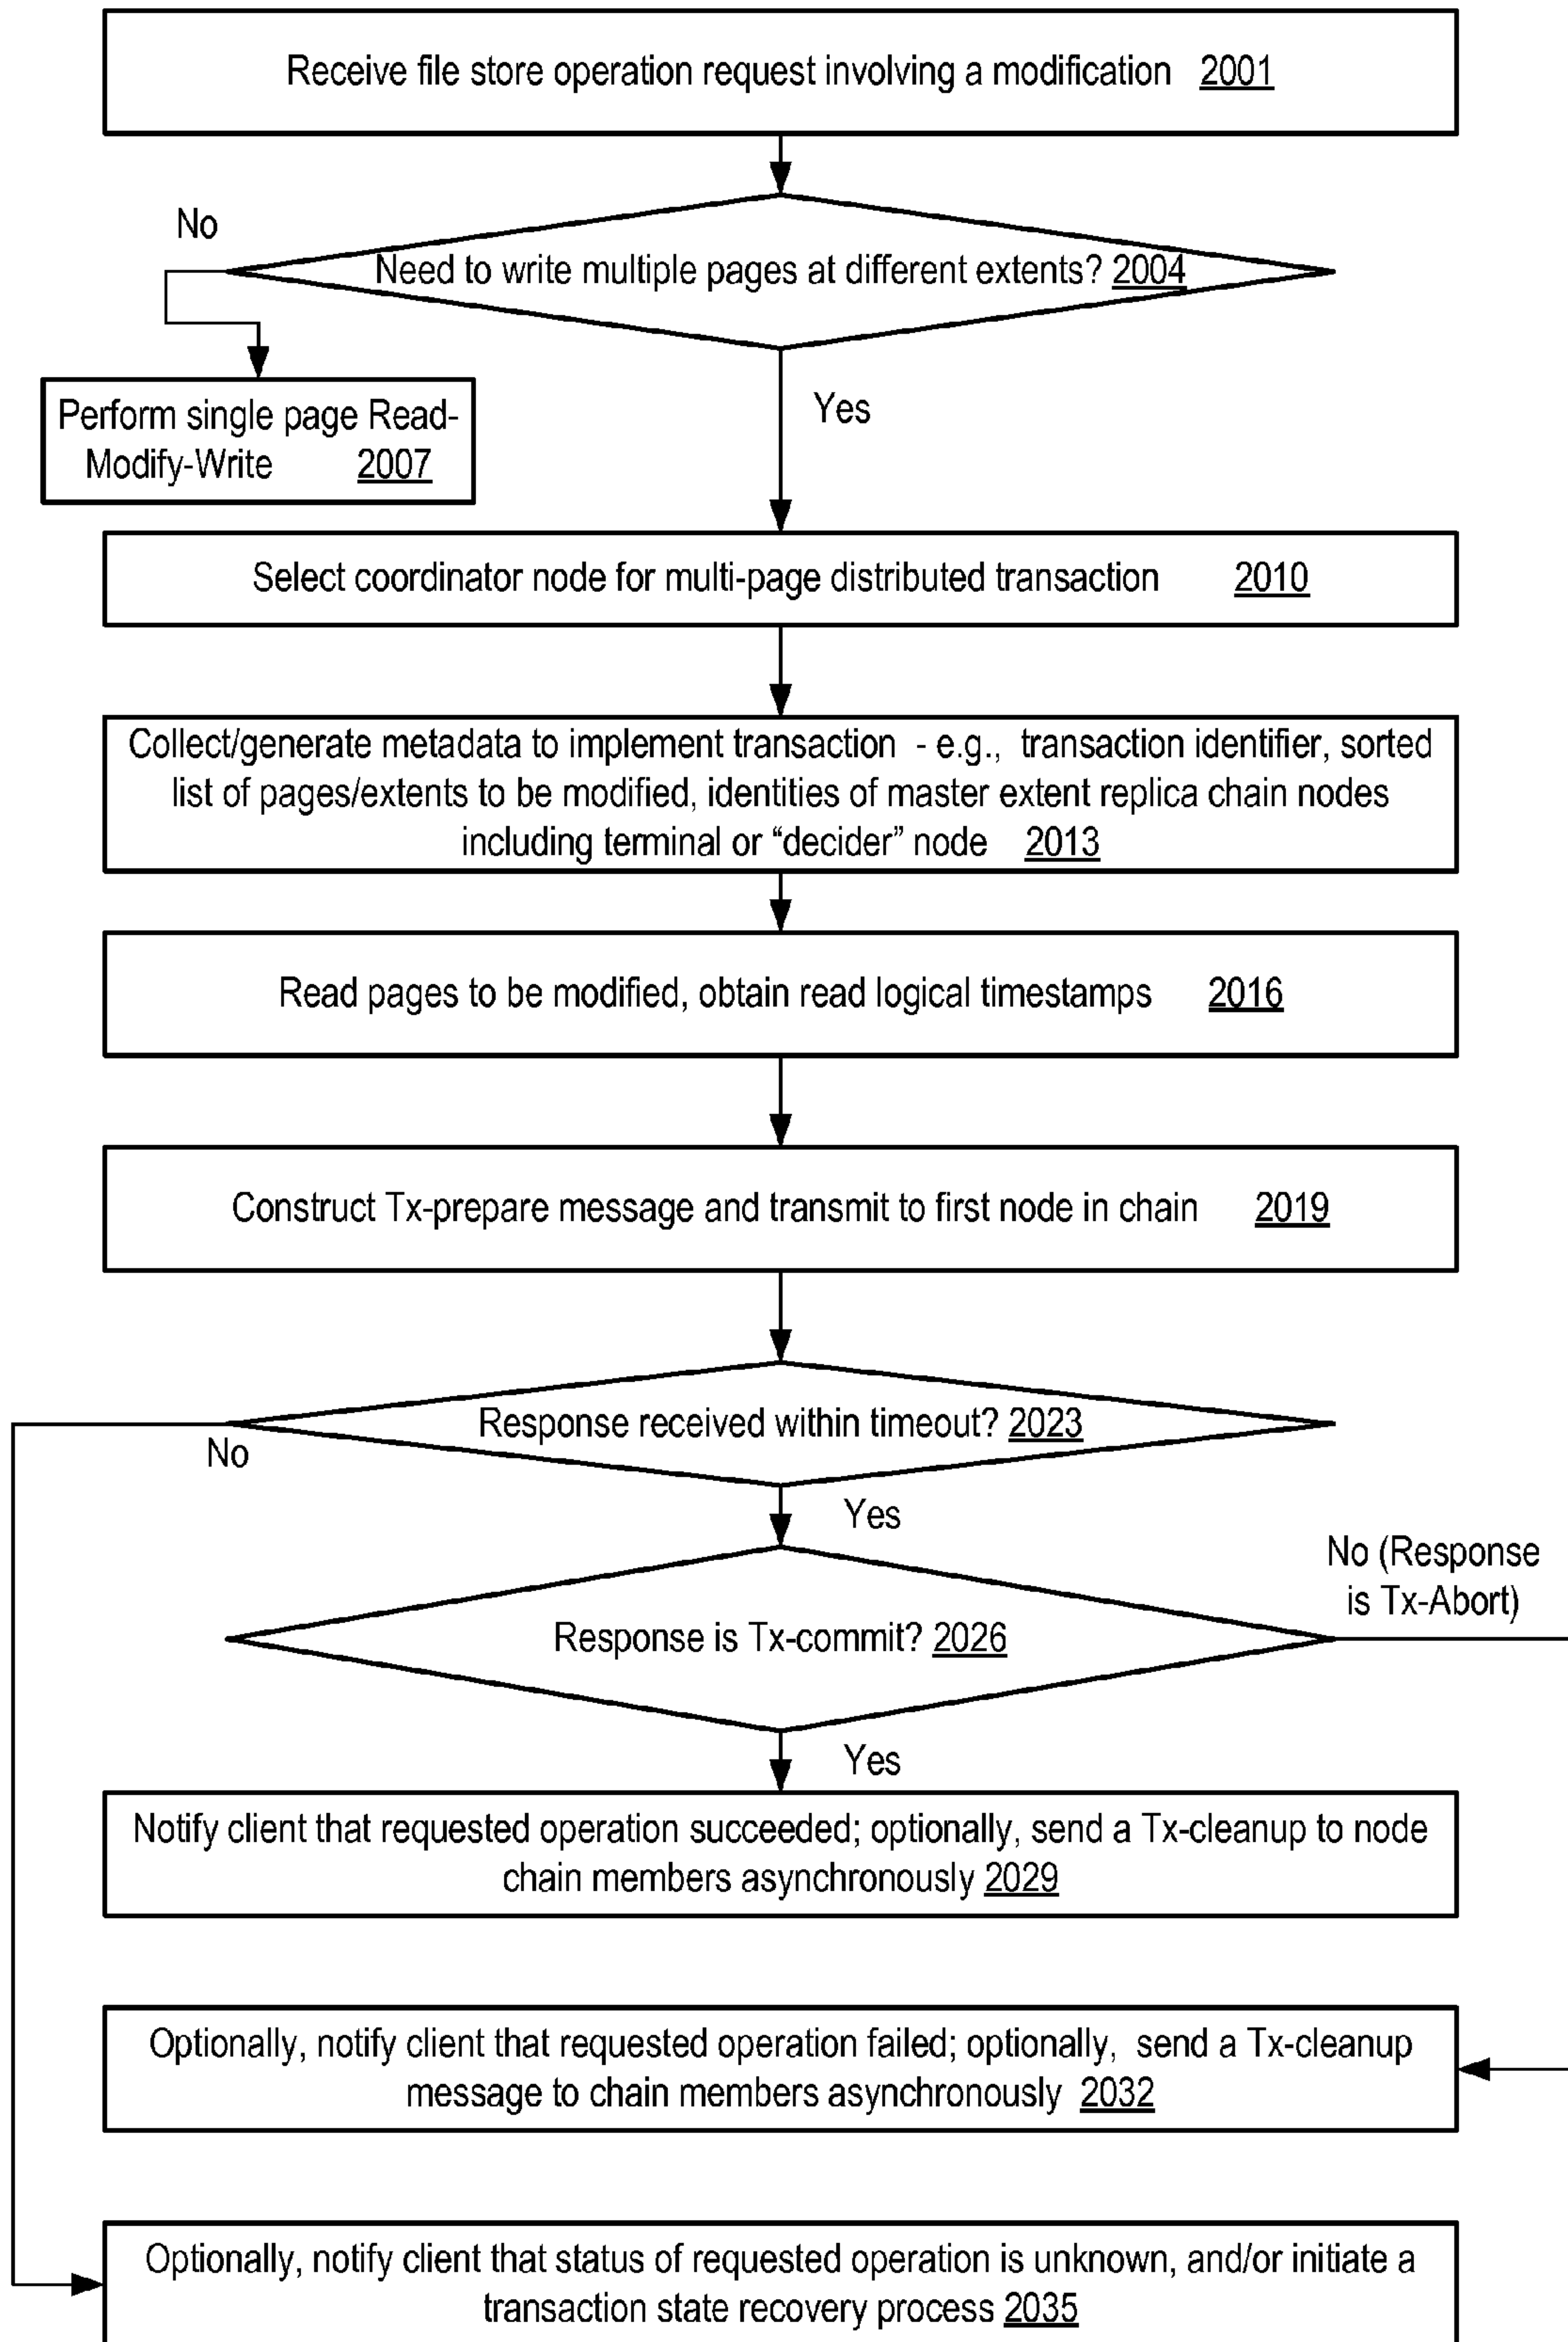 Receive file store operation request involving a modification 2001
No
Need to write multiple pages at different extents? 2004
Yes
Perform single page Read-
Modify-Write 2007
Select coordinator node for multi-page distributed transaction 2010
Collect/generate metadata to implement transaction - e.g., transaction identifier, sorted
list of pages/extents to be modified, identities of master extent replica chain nodes
including terminal or “decider” node 2013
Read pages to be modified, obtain read logical timestamps 2016
Construct Tx-prepare message and transmit to first node in chain 2019
Response received within timeout? 2023
No
Yes
No (Response
is Tx-Abort)
Response is Tx-commit? 2026
Yes
Notify client that requested operation succeeded; optionally, send a Tx-cleanup to node
chain members asynchronously 2029
Optionally, notify client that requested operation failed; optionally, send a Tx-cleanup
message to chain members asynchronously 2032
Optionally, notify client that status of requested operation is unknown, and/or initiate a
transaction state recovery process 2035